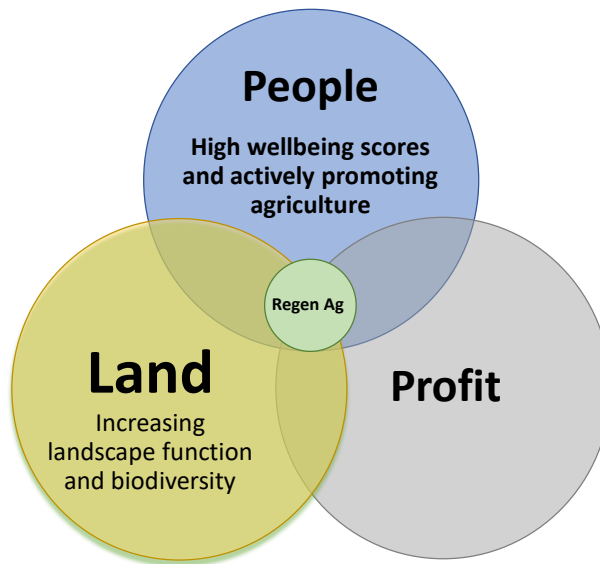 People
High wellbeing scores
and actively promoting
agriculture
Regen Ag
Land
Increasing
landscape function
and biodiversity
Profit